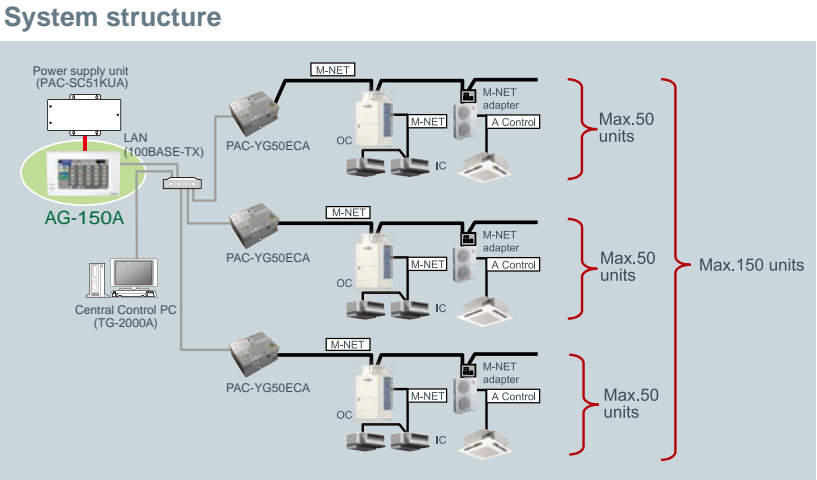 System structure
Power supply unit
(PAC-SC51KUA)
LAN
(100BASE-TX)
AG-150A
Central Control PC
(TG-2000A)
M-NET
PAC-YG50ECA
OC
M-NET
IC
M-NET
adapter
A Control
Max.50
units
M-NET
PAC-YG50ECA
OC
M-NET
IC
M-NET
adapter
A Control
Max.50
units
M-NET
PAC-YG50ECA
OC
M-NET
IC
M-NET
adapter
A Control
Max.50
units
Max.150 units